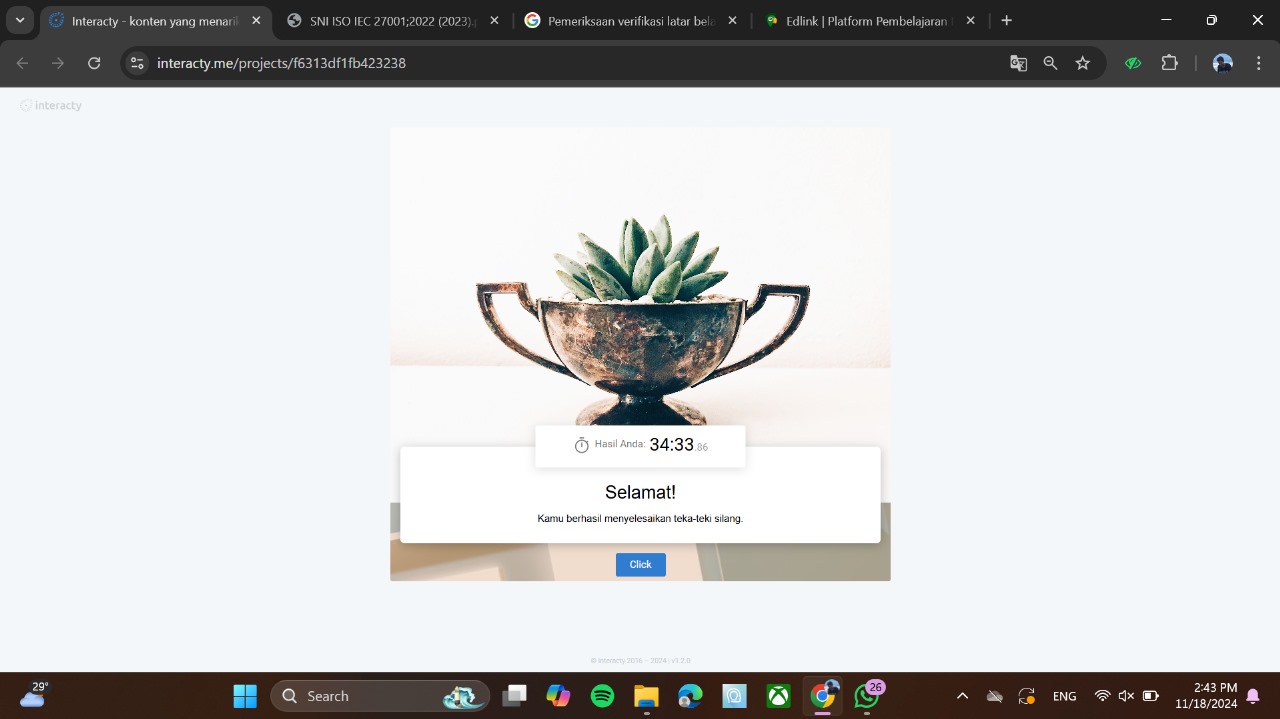 Interacty - konten yang menarik
SNI ISO IEC 27001;2022 (2023).p
Pemeriksaan verifikasi latar bela
Edlink | Platform Pembelajaran
interacty.me/projects/f6313df1fb423238
interacty
Hasil Anda: 34:33.86
Selamat!
Kamu berhasil menyelesaikan teka-teki silang.
Click
© Interacty 2016 – 2024 | v1.2.0
29°
Search
26
ENG
2:43 PM
11/18/2024